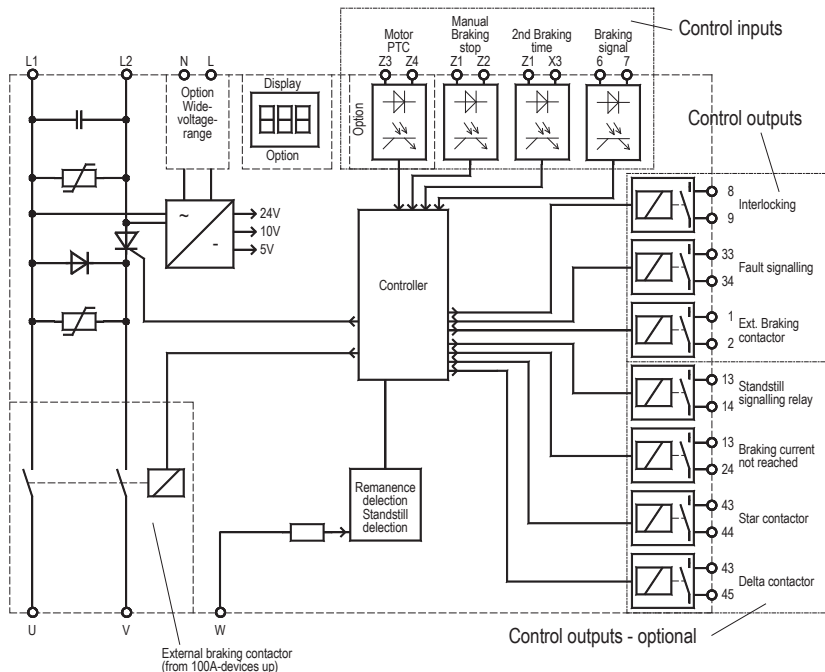 Control inputs
Motor
PTC
Manual
Braking
stop
2nd Braking
time
Braking
signal
L1
L2
N
L
Z3
Z4
Z1
Z2
Z1
X3
6
7
Option
Wide-
voltage-
range
Display
Option
Option
Control outputs
~
-
24V
10V
5V
Controller
8
9
Interlocking
33
34
Fault signalling
1
2
Ext. Braking
contactor
13
14
Standstill
signalling relay
13
24
Braking current
not reached
43
44
Star contactor
43
45
Delta contactor
Remanence
delection
Standstill
delection
U
V
W
External braking contactor
(from 100A-devices up)
Control outputs - optional